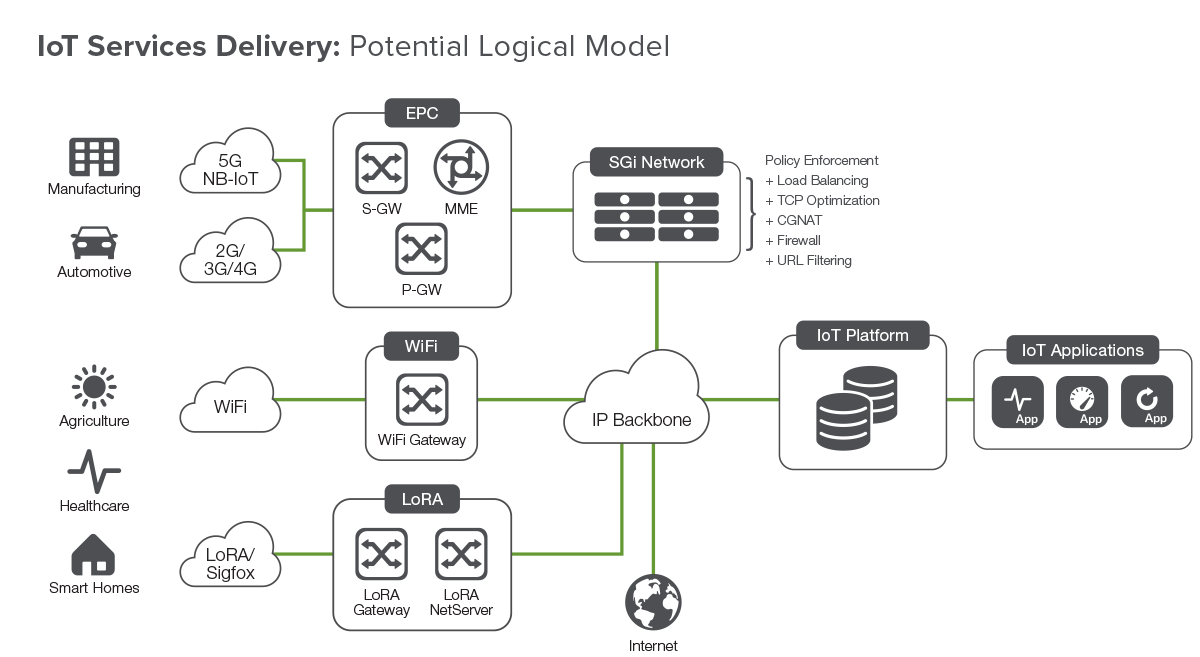 IoT Services Delivery: Potential Logical Model
Manufacturing
Automotive
Agriculture
Healthcare
Smart Homes
5G
NB-IoT
2G/
3G/4G
WiFi
LoRA/
Sigfox
EPC
S-GW
MME
P-GW
WiFi
WiFi Gateway
LoRA
LoRA
Gateway
LoRA
NetServer
SGi Network
Policy Enforcement
+ Load Balancing
+ TCP Optimization
+ CGNAT
+ Firewall
+ URL Filtering
IP Backbone
Internet
IoT Platform
IoT Applications
App
App
App